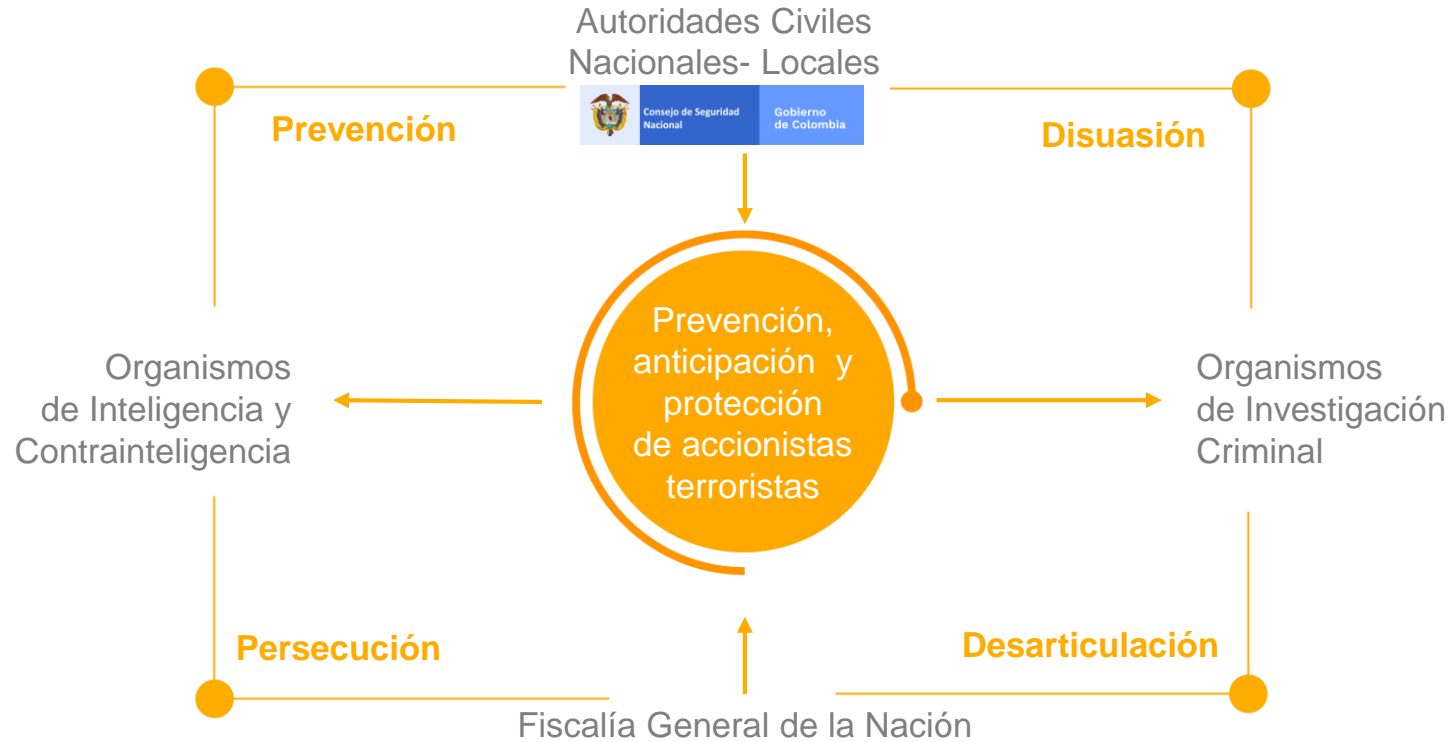 Autoridades Civiles
Nacionales- Locales
Consejo de Seguridad
Nacional
Gobierno
de Colombia
Prevención
Disuasión
Organismos
de Inteligencia y
Contrainteligencia
Prevención,
anticipación y
protección
de accionistas
terroristas
Organismos
de Investigación
Criminal
Persecución
Desarticulación
Fiscalía General de la Nación